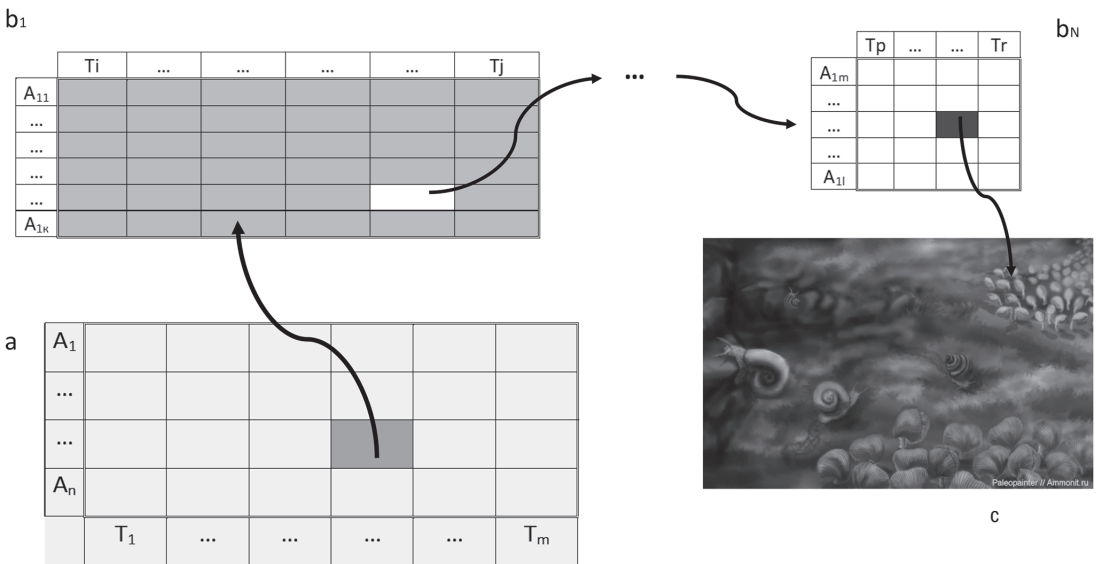 b₁
Ti ... ... ... ... Tj
A₁₁
...
...
...
...
A₁ₖ
...
bN
Tp ... ... Tr
A₁ₘ
...
...
...
A₁ₗ
a
A₁
...
...
Aₙ
T₁ ... ... ... ... Tₘ
Paleopainter // Ammonit.ru
c